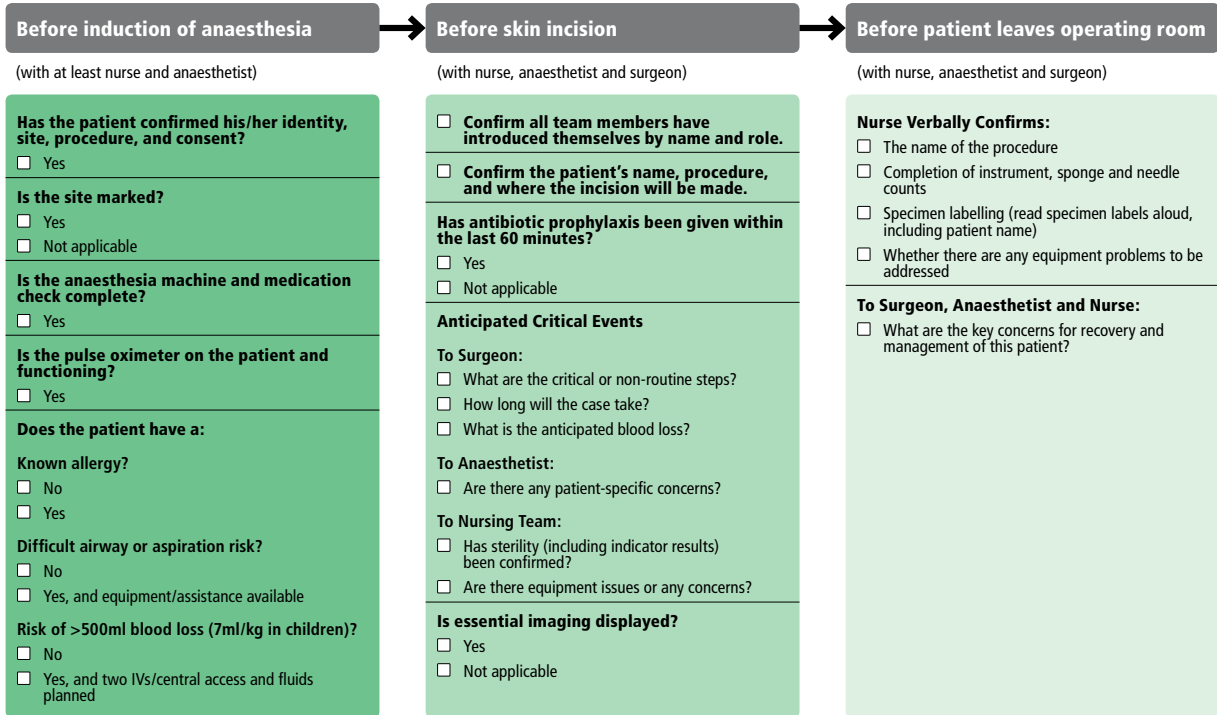 Before induction of anaesthesia
(with at least nurse and anaesthetist)
Has the patient confirmed his/her identity,
site, procedure, and consent?
Yes
Is the site marked?
Yes
Not applicable
Is the anaesthesia machine and medication
check complete?
Yes
Is the pulse oximeter on the patient and
functioning?
Yes
Does the patient have a:
Known allergy?
No
Yes
Difficult airway or aspiration risk?
No
Yes, and equipment/assistance available
Risk of >500ml blood loss (7ml/kg in children)?
No
Yes, and two IVs/central access and fluids
planned
Before skin incision
(with nurse, anaesthetist and surgeon)
Confirm all team members have
introduced themselves by name and role.
Confirm the patient’s name, procedure,
and where the incision will be made.
Has antibiotic prophylaxis been given within
the last 60 minutes?
Yes
Not applicable
Anticipated Critical Events
To Surgeon:
What are the critical or non-routine steps?
How long will the case take?
What is the anticipated blood loss?
To Anaesthetist:
Are there any patient-specific concerns?
To Nursing Team:
Has sterility (including indicator results)
been confirmed?
Are there equipment issues or any concerns?
Is essential imaging displayed?
Yes
Not applicable
Before patient leaves operating room
(with nurse, anaesthetist and surgeon)
Nurse Verbally Confirms:
The name of the procedure
Completion of instrument, sponge and needle
counts
Specimen labelling (read specimen labels aloud,
including patient name)
Whether there are any equipment problems to be
addressed
To Surgeon, Anaesthetist and Nurse:
What are the key concerns for recovery and
management of this patient?